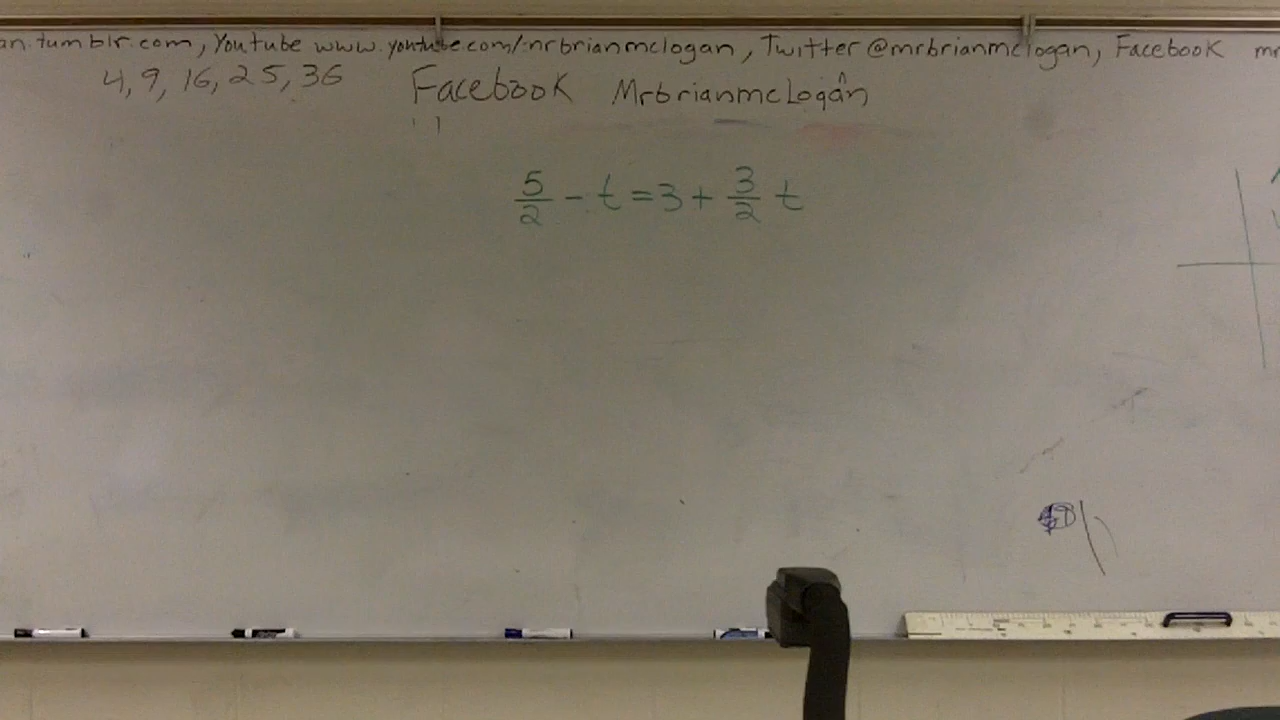 an.tumblr.com, Youtube www.youtube.com/mrbrianmclogan, Twitter @mrbrianmclogan, Facebook mr
4, 9, 16, 25, 36 Facebook MrbrianmcLogan
5/2 - t = 3 + 3/2 t